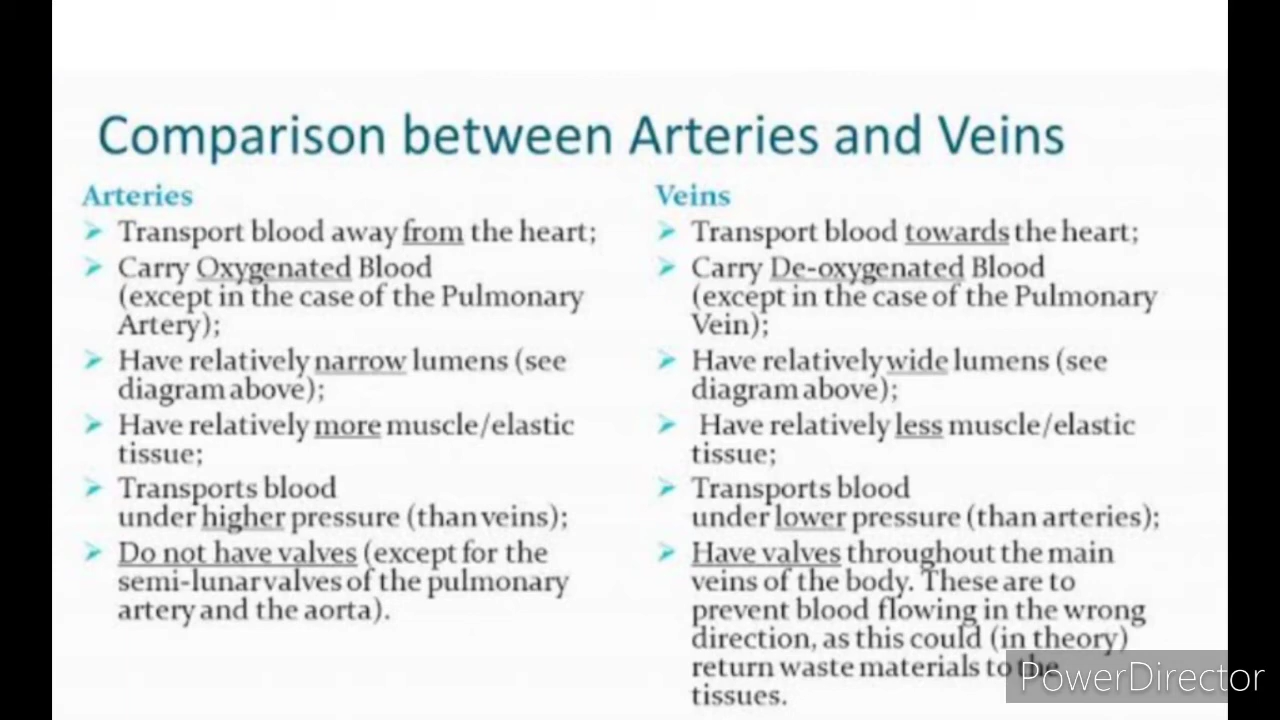 Comparison between Arteries and Veins
Arteries
➢ Transport blood away from the heart;
➢ Carry Oxygenated Blood
(except in the case of the Pulmonary
Artery);
➢ Have relatively narrow lumens (see
diagram above);
➢ Have relatively more muscle/elastic
tissue;
➢ Transports blood
under higher pressure (than veins);
➢ Do not have valves (except for the
semi-lunar valves of the pulmonary
artery and the aorta).
Veins
➢ Transport blood towards the heart;
➢ Carry De-oxygenated Blood
(except in the case of the Pulmonary
Vein);
➢ Have relatively wide lumens (see
diagram above);
➢ Have relatively less muscle/elastic
tissue;
➢ Transports blood
under lower pressure (than arteries);
➢ Have valves throughout the main
veins of the body. These are to
prevent blood flowing in the wrong
direction, as this could (in theory)
return waste materials to the
tissues.
PowerDirector